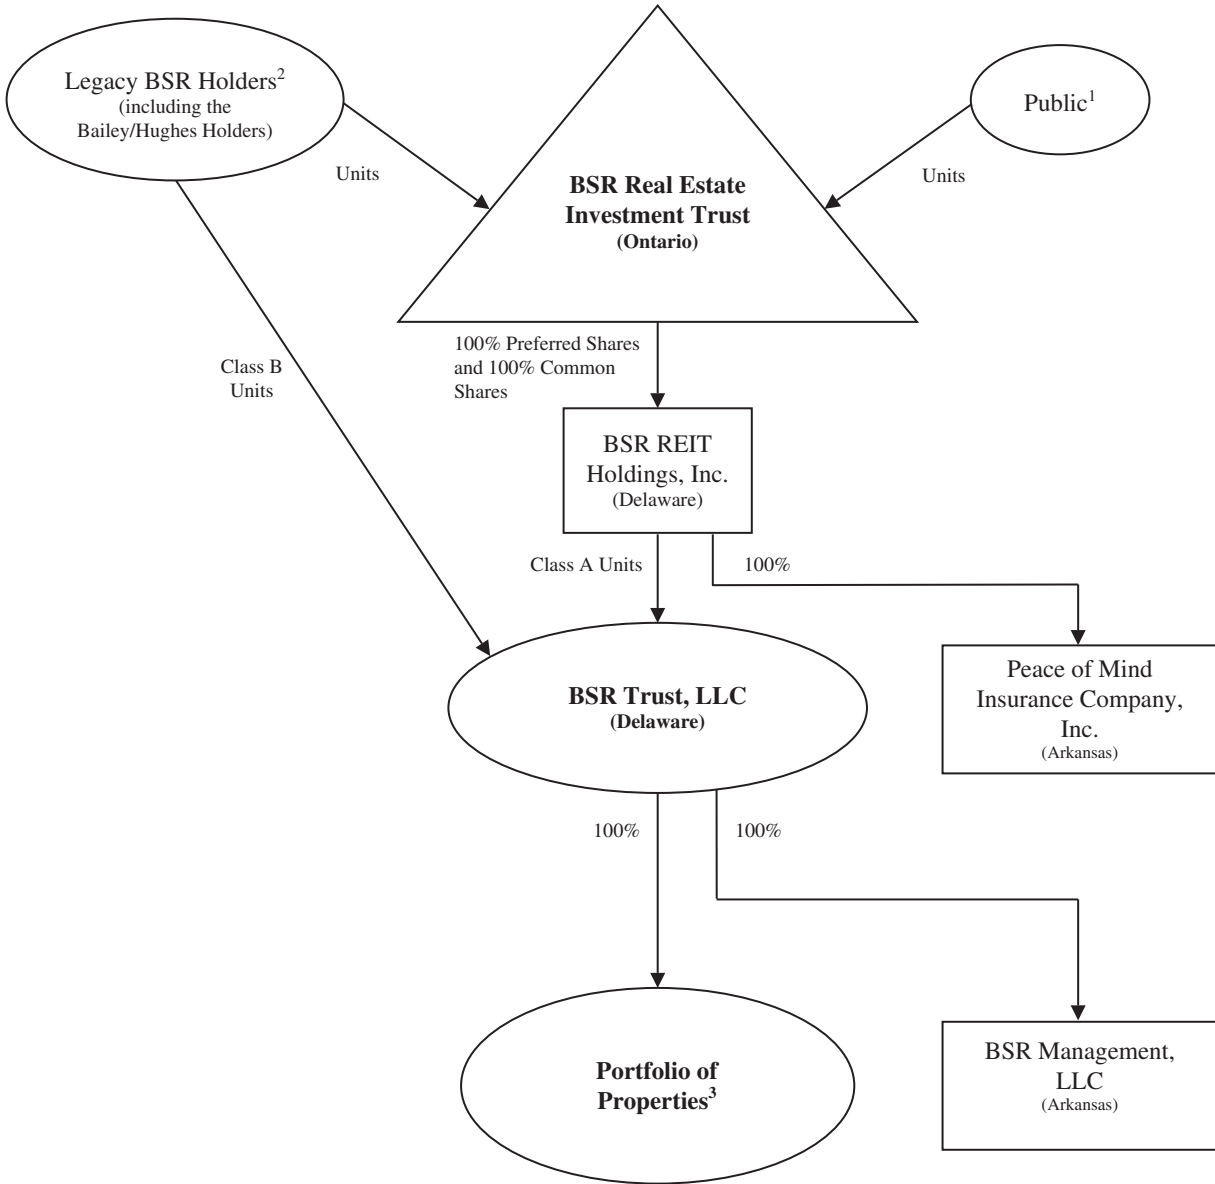 Legacy BSR Holders2
(including the
Bailey/Hughes Holders)
Public1
Units
Units
BSR Real Estate
Investment Trust
(Ontario)
100% Preferred Shares
and 100% Common
Shares
Class B
Units
BSR REIT
Holdings, Inc.
(Delaware)
Class A Units
100%
BSR Trust, LLC
(Delaware)
Peace of Mind
Insurance Company,
Inc.
(Arkansas)
100%
100%
Portfolio of
Properties3
BSR Management,
LLC
(Arkansas)